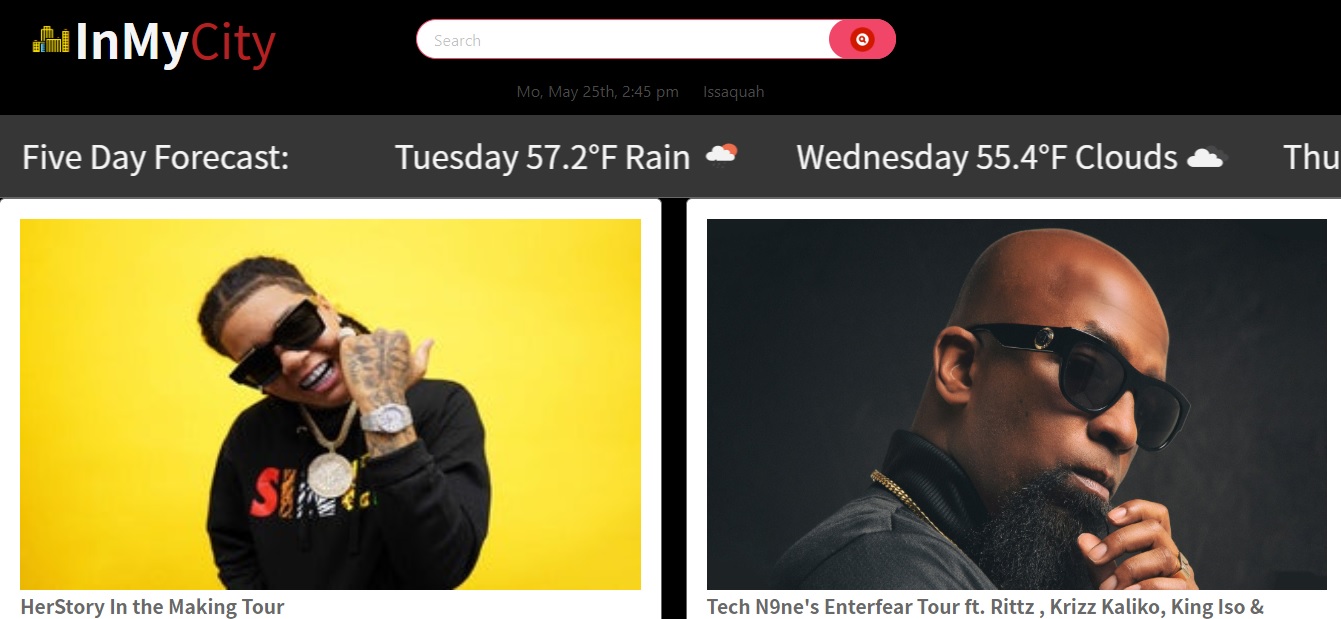 InMyCity
Search
Mo, May 25th, 2:45 pm Issaquah
Five Day Forecast: Tuesday 57.2°F Rain Wednesday 55.4°F Clouds Thu
HerStory In the Making Tour
Tech N9ne's Enterfear Tour ft. Rittz , Krizz Kaliko, King Iso &